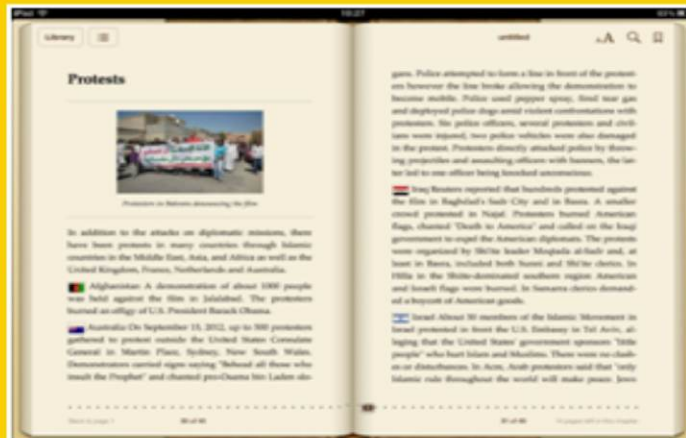 iPad
10:27
Library
untitled
Protests
Protesters in Bahrain denouncing the film
In addition to the attacks on diplomatic missions, there
have been protests in many countries through Islamic
countries in the Middle East, Asia, and Africa as well as the
United Kingdom, France, Netherlands and Australia.
Afghanistan A demonstration of about 1000 people
was held against the film in Jalalabad. The protesters
burned an effigy of U.S. President Barack Obama.
Australia On September 15, 2012, up to 300 protesters
gathered to protest outside the United States Consulate
General in Martin Place, Sydney, New South Wales.
Demonstrators carried signs saying "Behead all those who
insult the Prophet" and chanted pro-Osama bin Laden slo-
gans. Police attempted to form a line in front of the protest-
ers however the line broke allowing the demonstration to
become mobile. Police used pepper spray, fired tear gas
and deployed police dogs amid violent confrontations with
protesters. Six police officers, several protesters and civil-
ians were injured, two police vehicles were also damaged
in the protest. Protesters directly attacked police by throw-
ing projectiles and assaulting officers with banners, the lat-
ter led to one officer being knocked unconscious.
Iraq Reuters reported that hundreds protested against
the film in Baghdad's Sadr City and in Basra. A smaller
crowd protested in Najaf. Protesters burned American
flags, chanted "Death to America" and called on the Iraqi
government to expel the American diplomats. The protests
were organized by Shi'ite leader Moqtada al-Sadr and, at
least in Basra, included both Sunni and Shi'ite clerics. In
Hilla in the Shiite-dominated southern region American
and Israeli flags were burned. In Samarra clerics demand-
ed a boycott of American goods.
Israel About 50 members of the Islamic Movement in
Israel protested in front the U.S. Embassy in Tel Aviv, al-
leging that the United States' government sponsors "little
people" who hurt Islam and Muslims. There were no clash-
es or disturbances. In Acre, Arab protesters said that "only
Islamic rule throughout the world will make peace. Jews